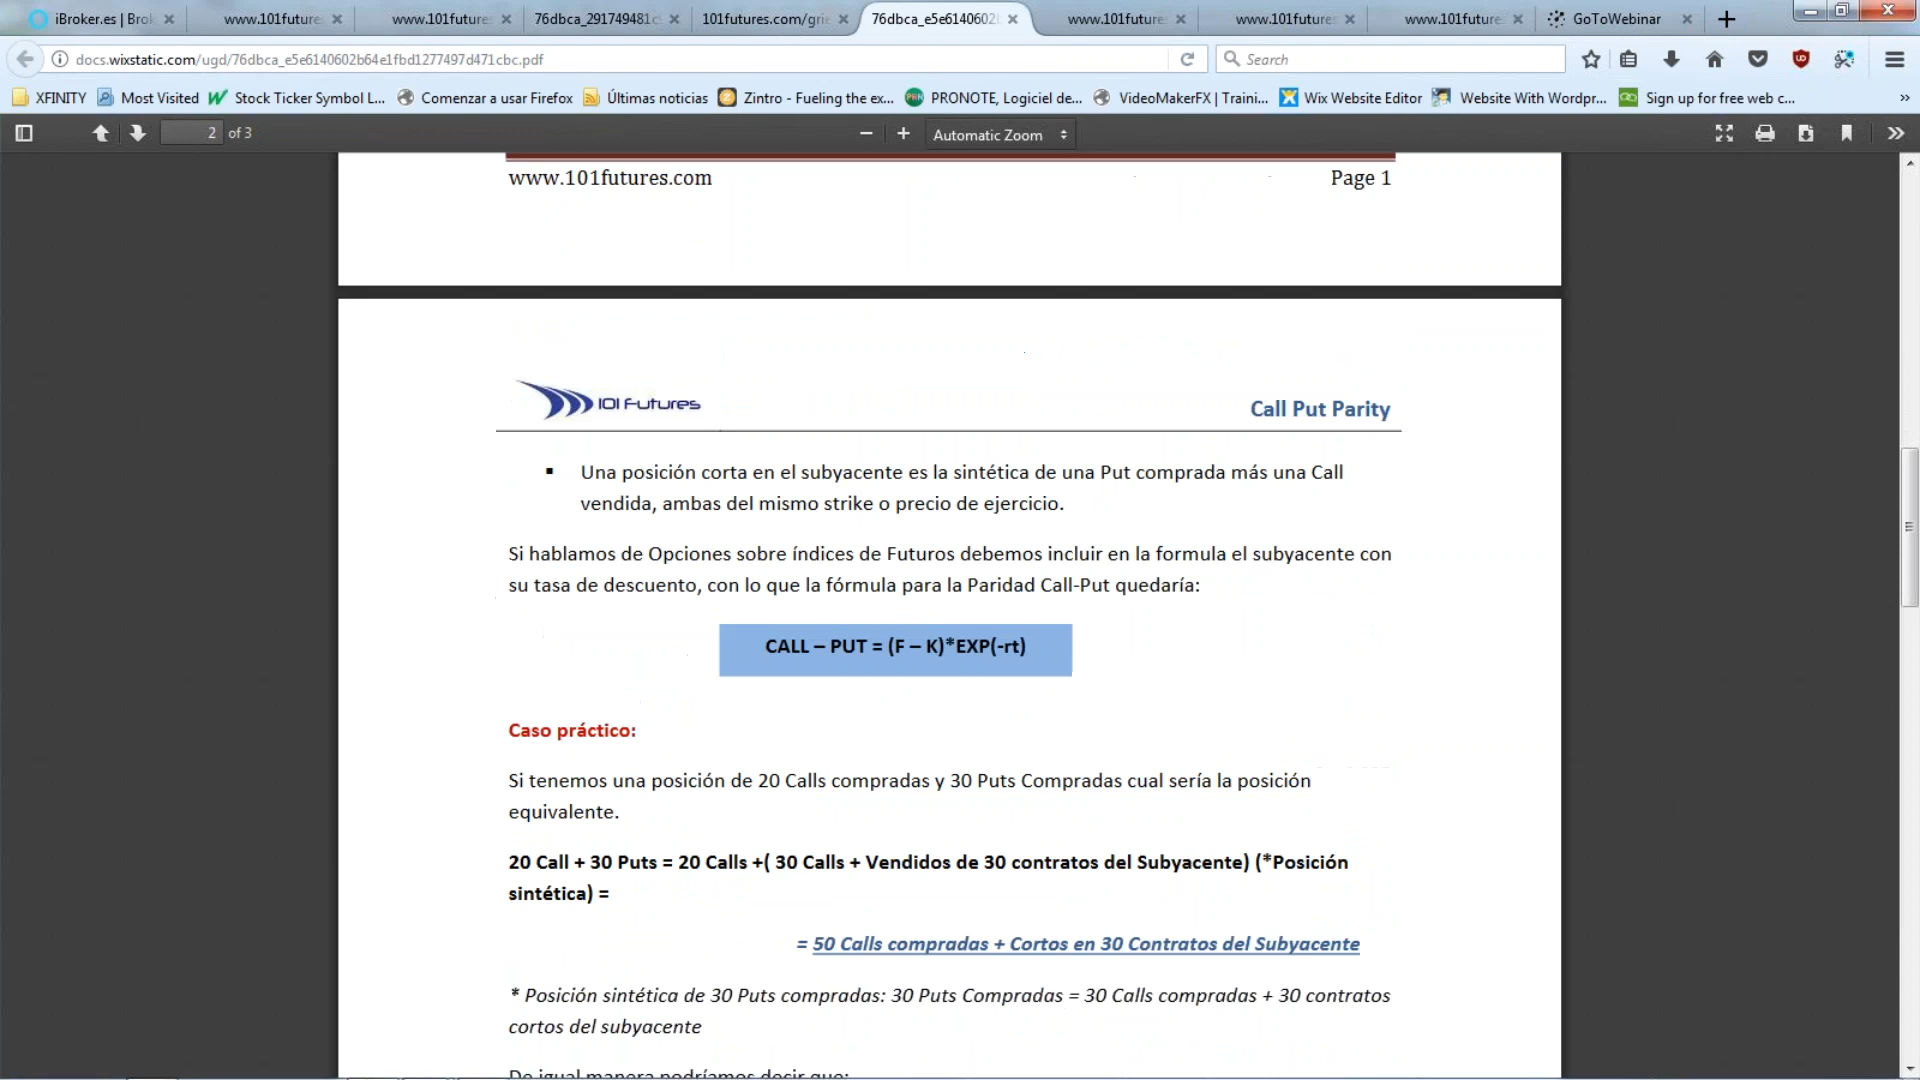 iBroker.es | Brok
www.101future
www.101futures
76dbca_291749481c
101futures.com/grie
76dbca_e5e6140602
www.101future
www.101future
www.101future
GoToWebinar
docs.wixstatic.com/ugd/76dbca_e5e6140602b64e1fbd1277497d471cbc.pdf
Search
XFINITY
Most Visited
Stock Ticker Symbol L...
Comenzar a usar Firefox
Últimas noticias
Zintro - Fueling the ex...
PRONOTE, Logiciel de...
VideoMakerFX | Traini...
Wix Website Editor
Website With Wordpr...
Sign up for free web c...
2 of 3
Automatic Zoom
www.101futures.com
Page 1
101 Futures
Call Put Parity
▪ Una posición corta en el subyacente es la sintética de una Put comprada más una Call
vendida, ambas del mismo strike o precio de ejercicio.
Si hablamos de Opciones sobre índices de Futuros debemos incluir en la formula el subyacente con
su tasa de descuento, con lo que la fórmula para la Paridad Call-Put quedaría:
CALL – PUT = (F – K)*EXP(-rt)
Caso práctico:
Si tenemos una posición de 20 Calls compradas y 30 Puts Compradas cual sería la posición
equivalente.
20 Call + 30 Puts = 20 Calls +( 30 Calls + Vendidos de 30 contratos del Subyacente) (*Posición
sintética) =
= 50 Calls compradas + Cortos en 30 Contratos del Subyacente
* Posición sintética de 30 Puts compradas: 30 Puts Compradas = 30 Calls compradas + 30 contratos
cortos del subyacente
De igual manera podríamos decir que: